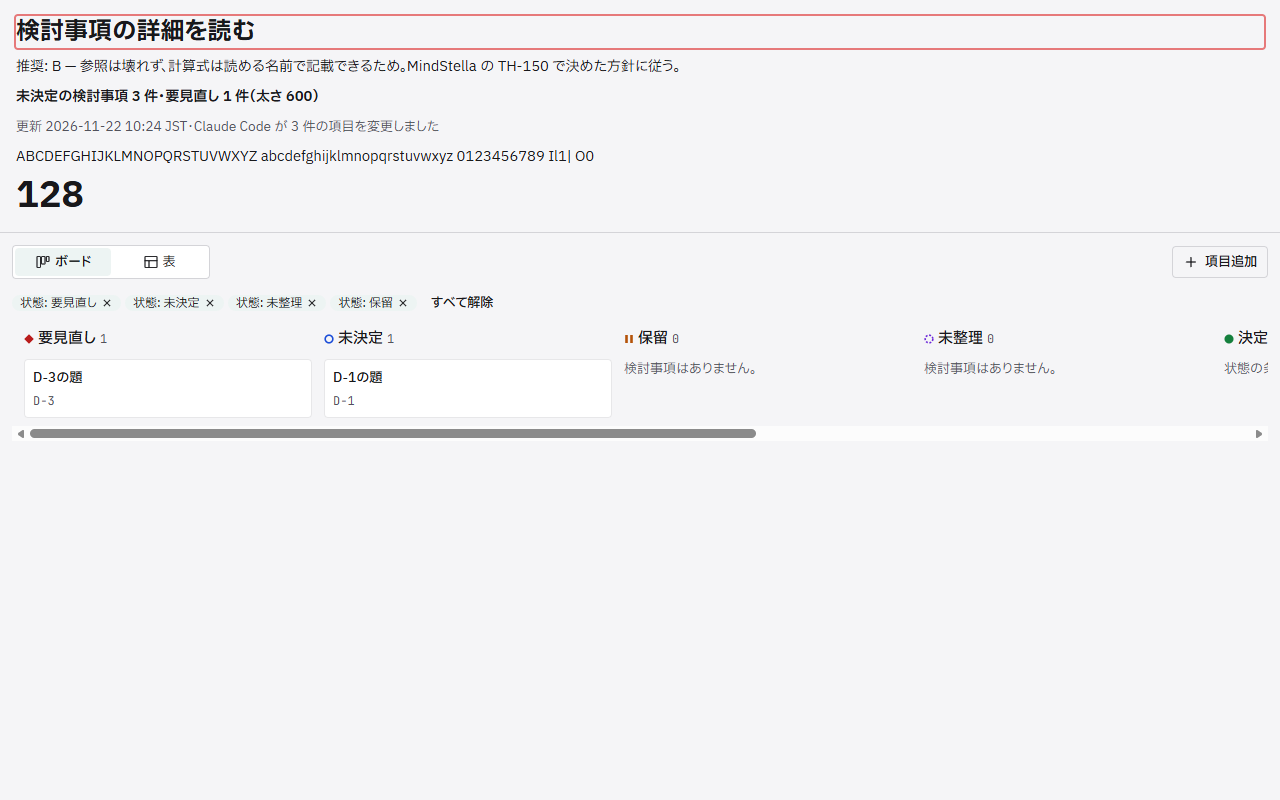 検討事項の詳細を読む
推奨: B — 参照は壊れず、計算式は読める名前で記載できるため。MindStella の TH-150 で決めた方針に従う。
未決定の検討事項 3 件・要見直し 1 件（太さ 600）
更新 2026-11-22 10:24 JST・Claude Code が 3 件の項目を変更しました
ABCDEFGHIJKLMNOPQRSTUVWXYZ abcdefghijklmnopqrstuvwxyz 0123456789 Il1| O0
128
ボード 表 項目追加
状態: 要見直し × 状態: 未決定 × 状態: 未整理 × 状態: 保留 × すべて解除
要見直し 1 未決定 1 保留 0 未整理 0 決定
D-3の題 D-1の題 検討事項はありません。 検討事項はありません。 状態の
D-3 D-1